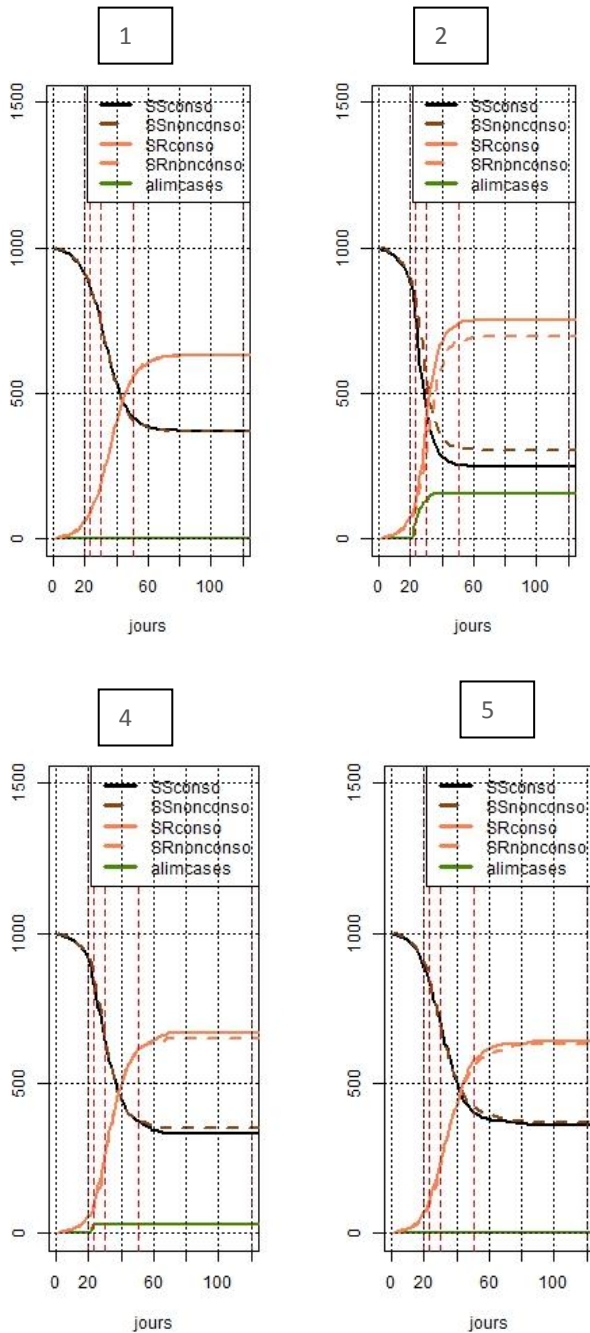 1
1500
1000
500
0
SSconso
SSnonconso
SRconso
SRnonconso
alimcases
0 20 60 100
jours
2
1500
1000
500
0
SSconso
SSnonconso
SRconso
SRnonconso
alimcases
0 20 60 100
jours
4
1500
1000
500
0
SSconso
SSnonconso
SRconso
SRnonconso
alimcases
0 20 60 100
jours
5
1500
1000
500
0
SSconso
SSnonconso
SRconso
SRnonconso
alimcases
0 20 60 100
jours